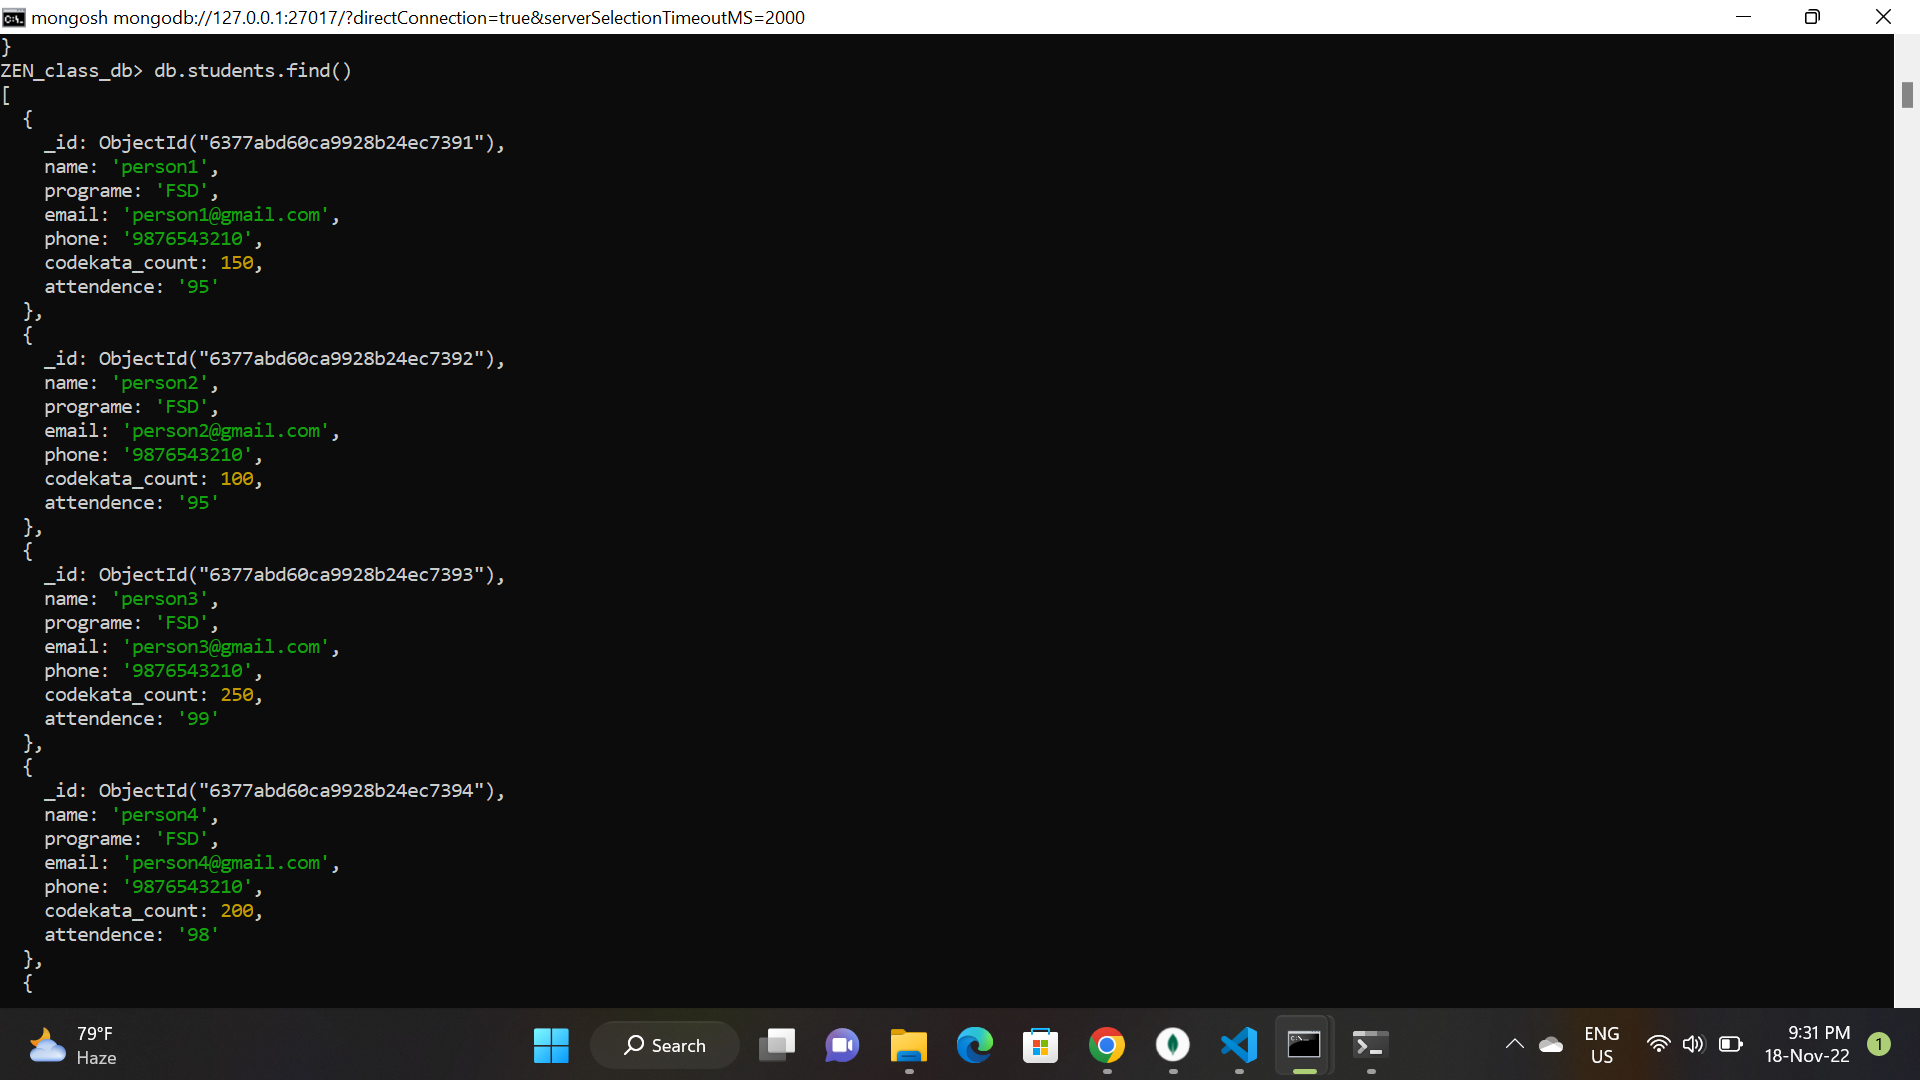 mongosh mongodb://127.0.0.1:27017/?directConnection=true&serverSelectionTimeoutMS=2000
}
ZEN_class_db> db.students.find()
[
  {
    _id: ObjectId("6377abd60ca9928b24ec7391"),
    name: 'person1',
    programe: 'FSD',
    email: 'person1@gmail.com',
    phone: '9876543210',
    codekata_count: 150,
    attendence: '95'
  },
  {
    _id: ObjectId("6377abd60ca9928b24ec7392"),
    name: 'person2',
    programe: 'FSD',
    email: 'person2@gmail.com',
    phone: '9876543210',
    codekata_count: 100,
    attendence: '95'
  },
  {
    _id: ObjectId("6377abd60ca9928b24ec7393"),
    name: 'person3',
    programe: 'FSD',
    email: 'person3@gmail.com',
    phone: '9876543210',
    codekata_count: 250,
    attendence: '99'
  },
  {
    _id: ObjectId("6377abd60ca9928b24ec7394"),
    name: 'person4',
    programe: 'FSD',
    email: 'person4@gmail.com',
    phone: '9876543210',
    codekata_count: 200,
    attendence: '98'
  },
  {
79°F
Haze
Search
ENG
US
9:31 PM
18-Nov-22
1